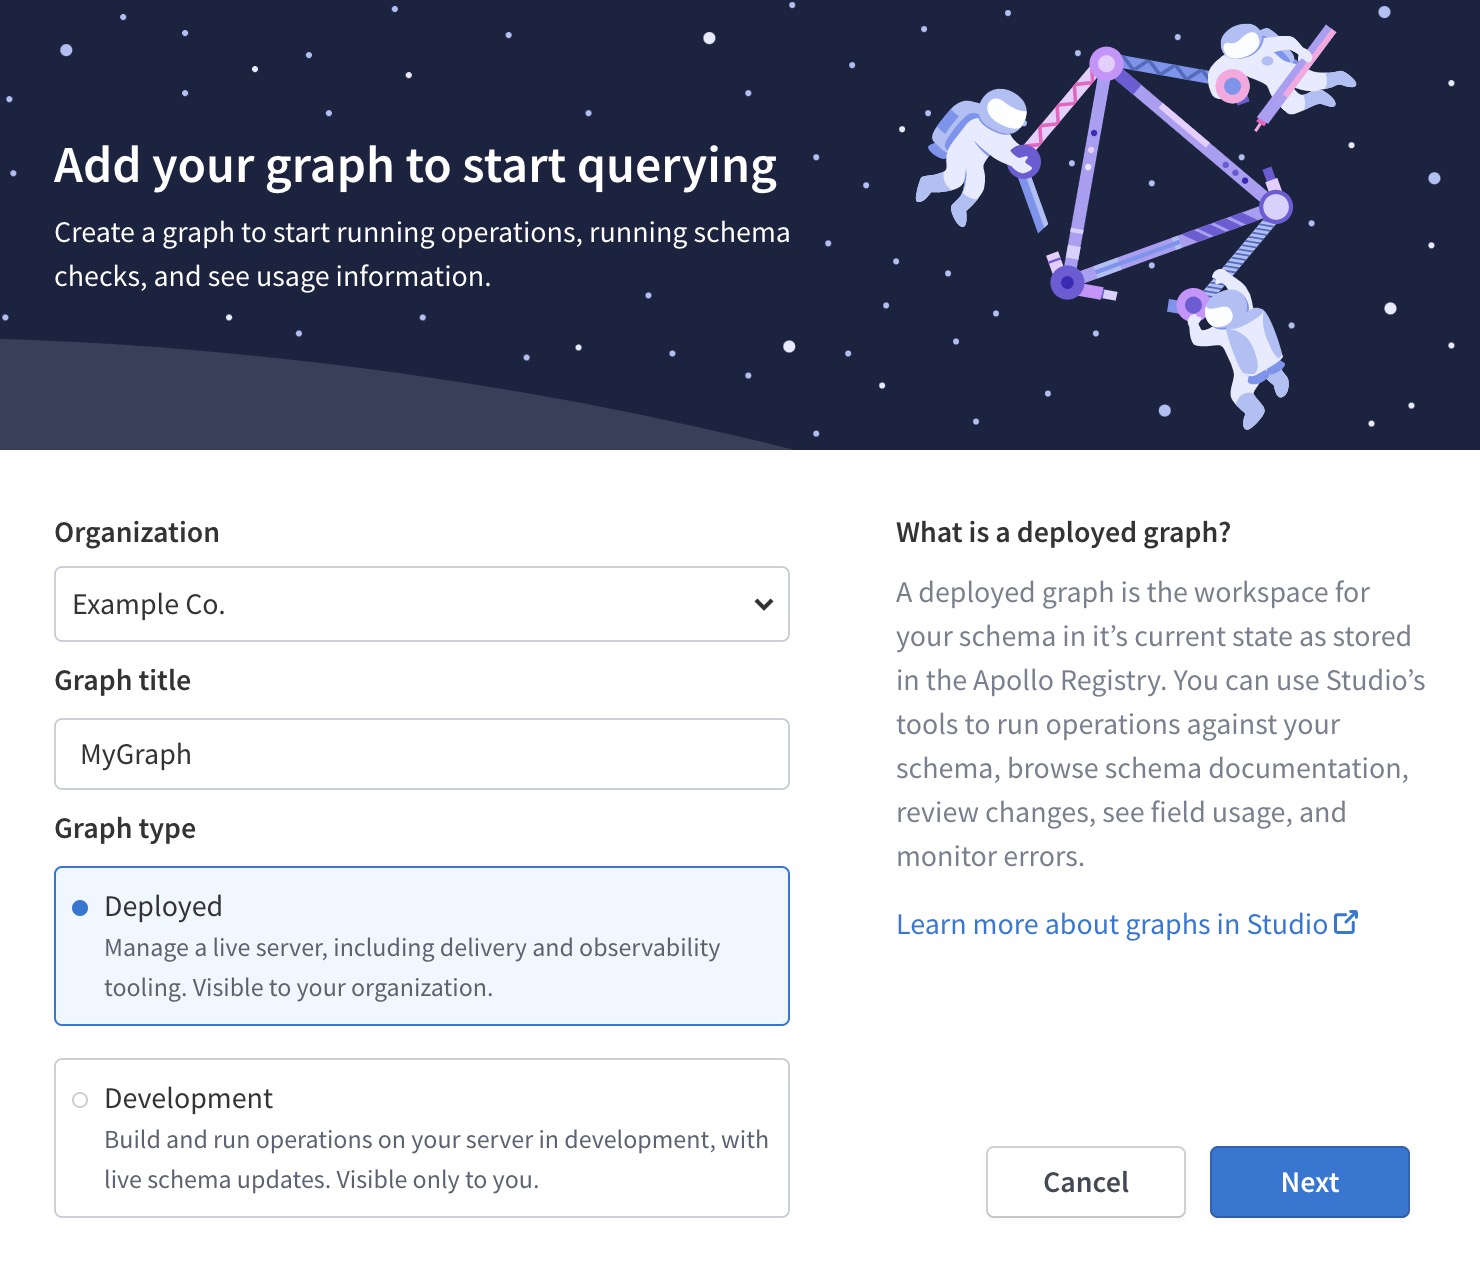 Add your graph to start querying
Create a graph to start running operations, running schema
checks, and see usage information.
Organization
Example Co.
Graph title
MyGraph
Graph type
Deployed
Manage a live server, including delivery and observability
tooling. Visible to your organization.
Development
Build and run operations on your server in development, with
live schema updates. Visible only to you.
What is a deployed graph?
A deployed graph is the workspace for
your schema in it’s current state as stored
in the Apollo Registry. You can use Studio’s
tools to run operations against your
schema, browse schema documentation,
review changes, see field usage, and
monitor errors.
Learn more about graphs in Studio
Cancel
Next